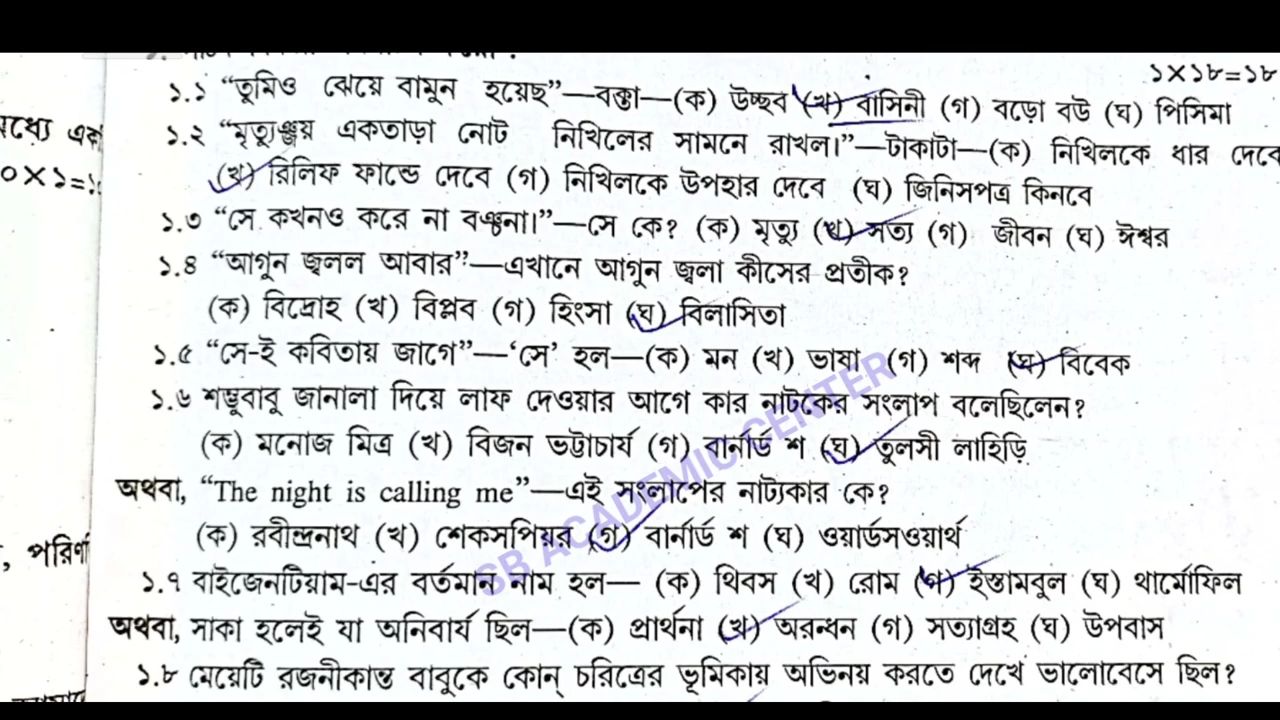 ১×১৮=১৮
১.১ “তুমিও ঝেয়ে বামুন হয়েছ”—বক্তা—(ক) উচ্ছব (খ) বাসিনী (গ) বড়ো বউ (ঘ) পিসিমা
১.২ “মৃত্যুঞ্জয় একতাড়া নোট নিখিলের সামনে রাখল।”—টাকাটা—(ক) নিখিলকে ধার দেবে
(খ) রিলিফ ফান্ডে দেবে (গ) নিখিলকে উপহার দেবে (ঘ) জিনিসপত্র কিনবে
১.৩ “সে কখনও করে না বঞ্চনা।”—সে কে? (ক) মৃত্যু (খ) সত্য (গ) জীবন (ঘ) ঈশ্বর
১.৪ “আগুন জ্বলল আবার”—এখানে আগুন জ্বলা কীসের প্রতীক?
(ক) বিদ্রোহ (খ) বিপ্লব (গ) হিংসা (ঘ) বিলাসিতা
১.৫ “সে-ই কবিতায় জাগে”—‘সে’ হল—(ক) মন (খ) ভাষা (গ) শব্দ (ঘ) বিবেক
১.৬ শম্ভুবাবু জানালা দিয়ে লাফ দেওয়ার আগে কার নাটকের সংলাপ বলেছিলেন?
(ক) মনোজ মিত্র (খ) বিজন ভট্টাচার্য (গ) বার্নার্ড শ (ঘ) তুলসী লাহিড়ি
অথবা, “The night is calling me”—এই সংলাপের নাট্যকার কে?
(ক) রবীন্দ্রনাথ (খ) শেকসপিয়র (গ) বার্নার্ড শ (ঘ) ওয়ার্ডসওয়ার্থ
১.৭ বাইজেনটিয়াম-এর বর্তমান নাম হল— (ক) থিবস (খ) রোম (গ) ইস্তামবুল (ঘ) থার্মোফিল
অথবা, সাকা হলেই যা অনিবার্য ছিল—(ক) প্রার্থনা (খ) অরন্ধন (গ) সত্যাগ্রহ (ঘ) উপবাস
১.৮ মেয়েটি রজনীকান্ত বাবুকে কোন্ চরিত্রের ভূমিকায় অভিনয় করতে দেখে ভালোবেসে ছিল?
SB ACADEMIC CENTER